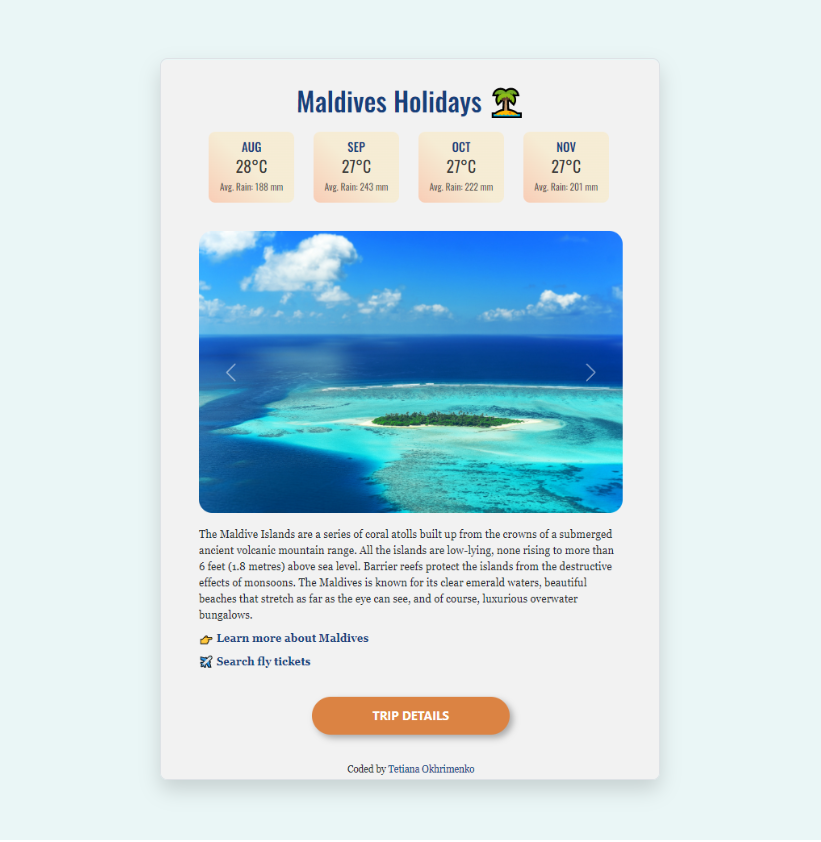 Maldives Holidays 🏝️
AUG
28°C
Avg. Rain: 188 mm
SEP
27°C
Avg. Rain: 243 mm
OCT
27°C
Avg. Rain: 222 mm
NOV
27°C
Avg. Rain: 201 mm
The Maldive Islands are a series of coral atolls built up from the crowns of a submerged
ancient volcanic mountain range. All the islands are low-lying, none rising to more than
6 feet (1.8 metres) above sea level. Barrier reefs protect the islands from the destructive
effects of monsoons. The Maldives is known for its clear emerald waters, beautiful
beaches that stretch as far as the eye can see, and of course, luxurious overwater
bungalows.
👉 Learn more about Maldives
✈️ Search fly tickets
TRIP DETAILS
Coded by Tetiana Okhrimenko